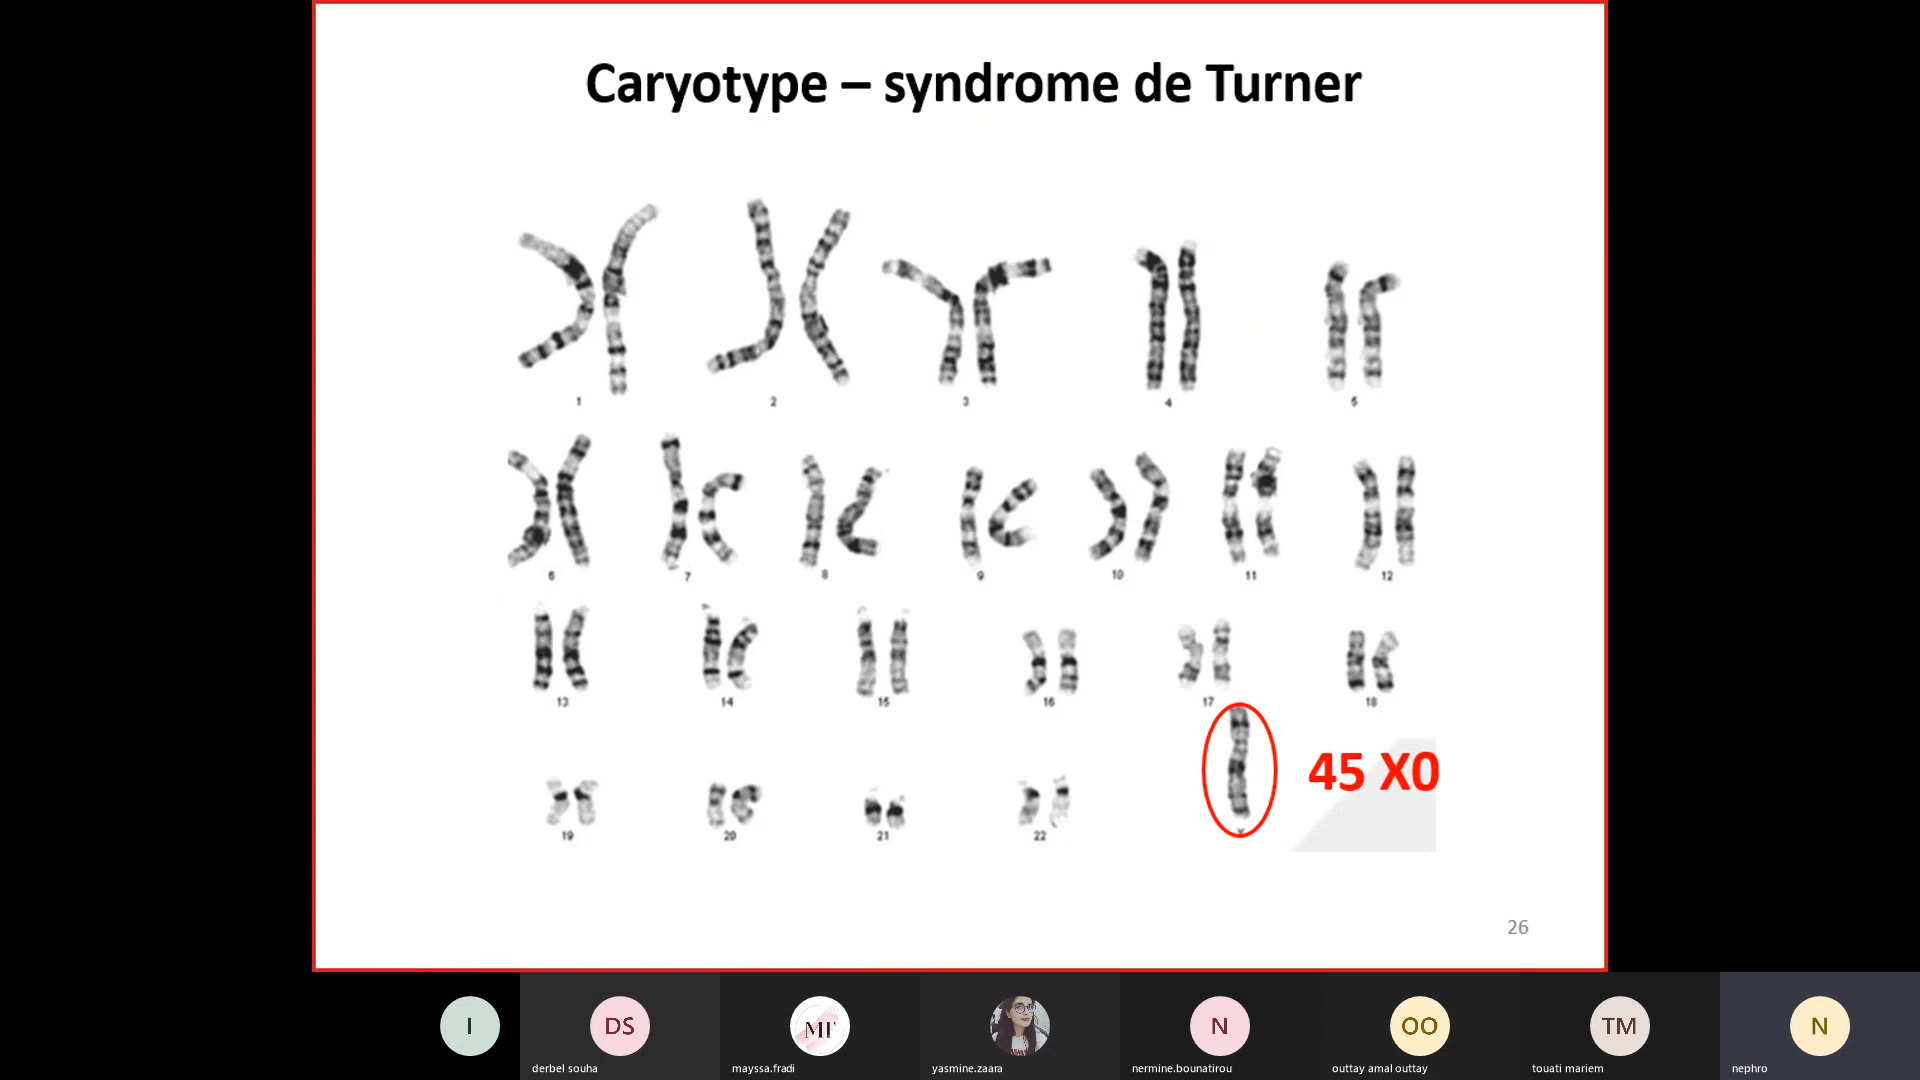 Caryotype – syndrome de Turner
1 2 3 4 5
6 7 8 9 10 11 12
13 14 15 16 17 18
45 X0
19 20 21 22
26
I DS MF N OO TM N
derbel souha mayssa.fradi yasmine.zaara nermine.bounatirou outtay amal outtay touati mariem nephro